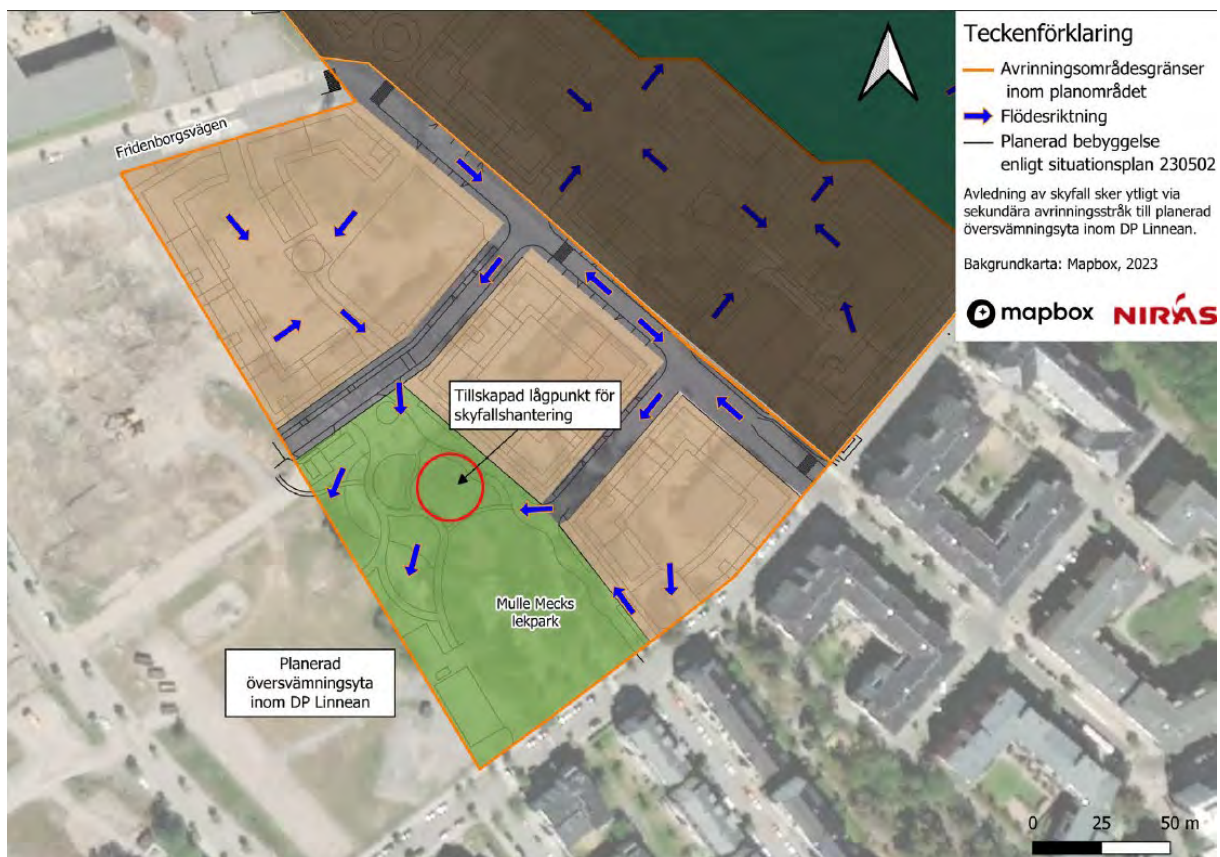 Teckenförklaring
Avrinningsområdesgränser
inom planområdet
Flödesriktning
Planerad bebyggelse
enligt situationsplan 230502
Avledning av skyfall sker ytligt via
sekundära avrinningsstråk till planerad
översvämningsyta inom DP Linnean.
Bakgrundkarta: Mapbox, 2023
mapbox
NIRÁS
Fridenborgsvägen
Tillskapad lågpunkt för
skyfallshantering
Mulle Mecks
lekpark
Planerad
översvämningsyta
inom DP Linnean
0 25 50 m